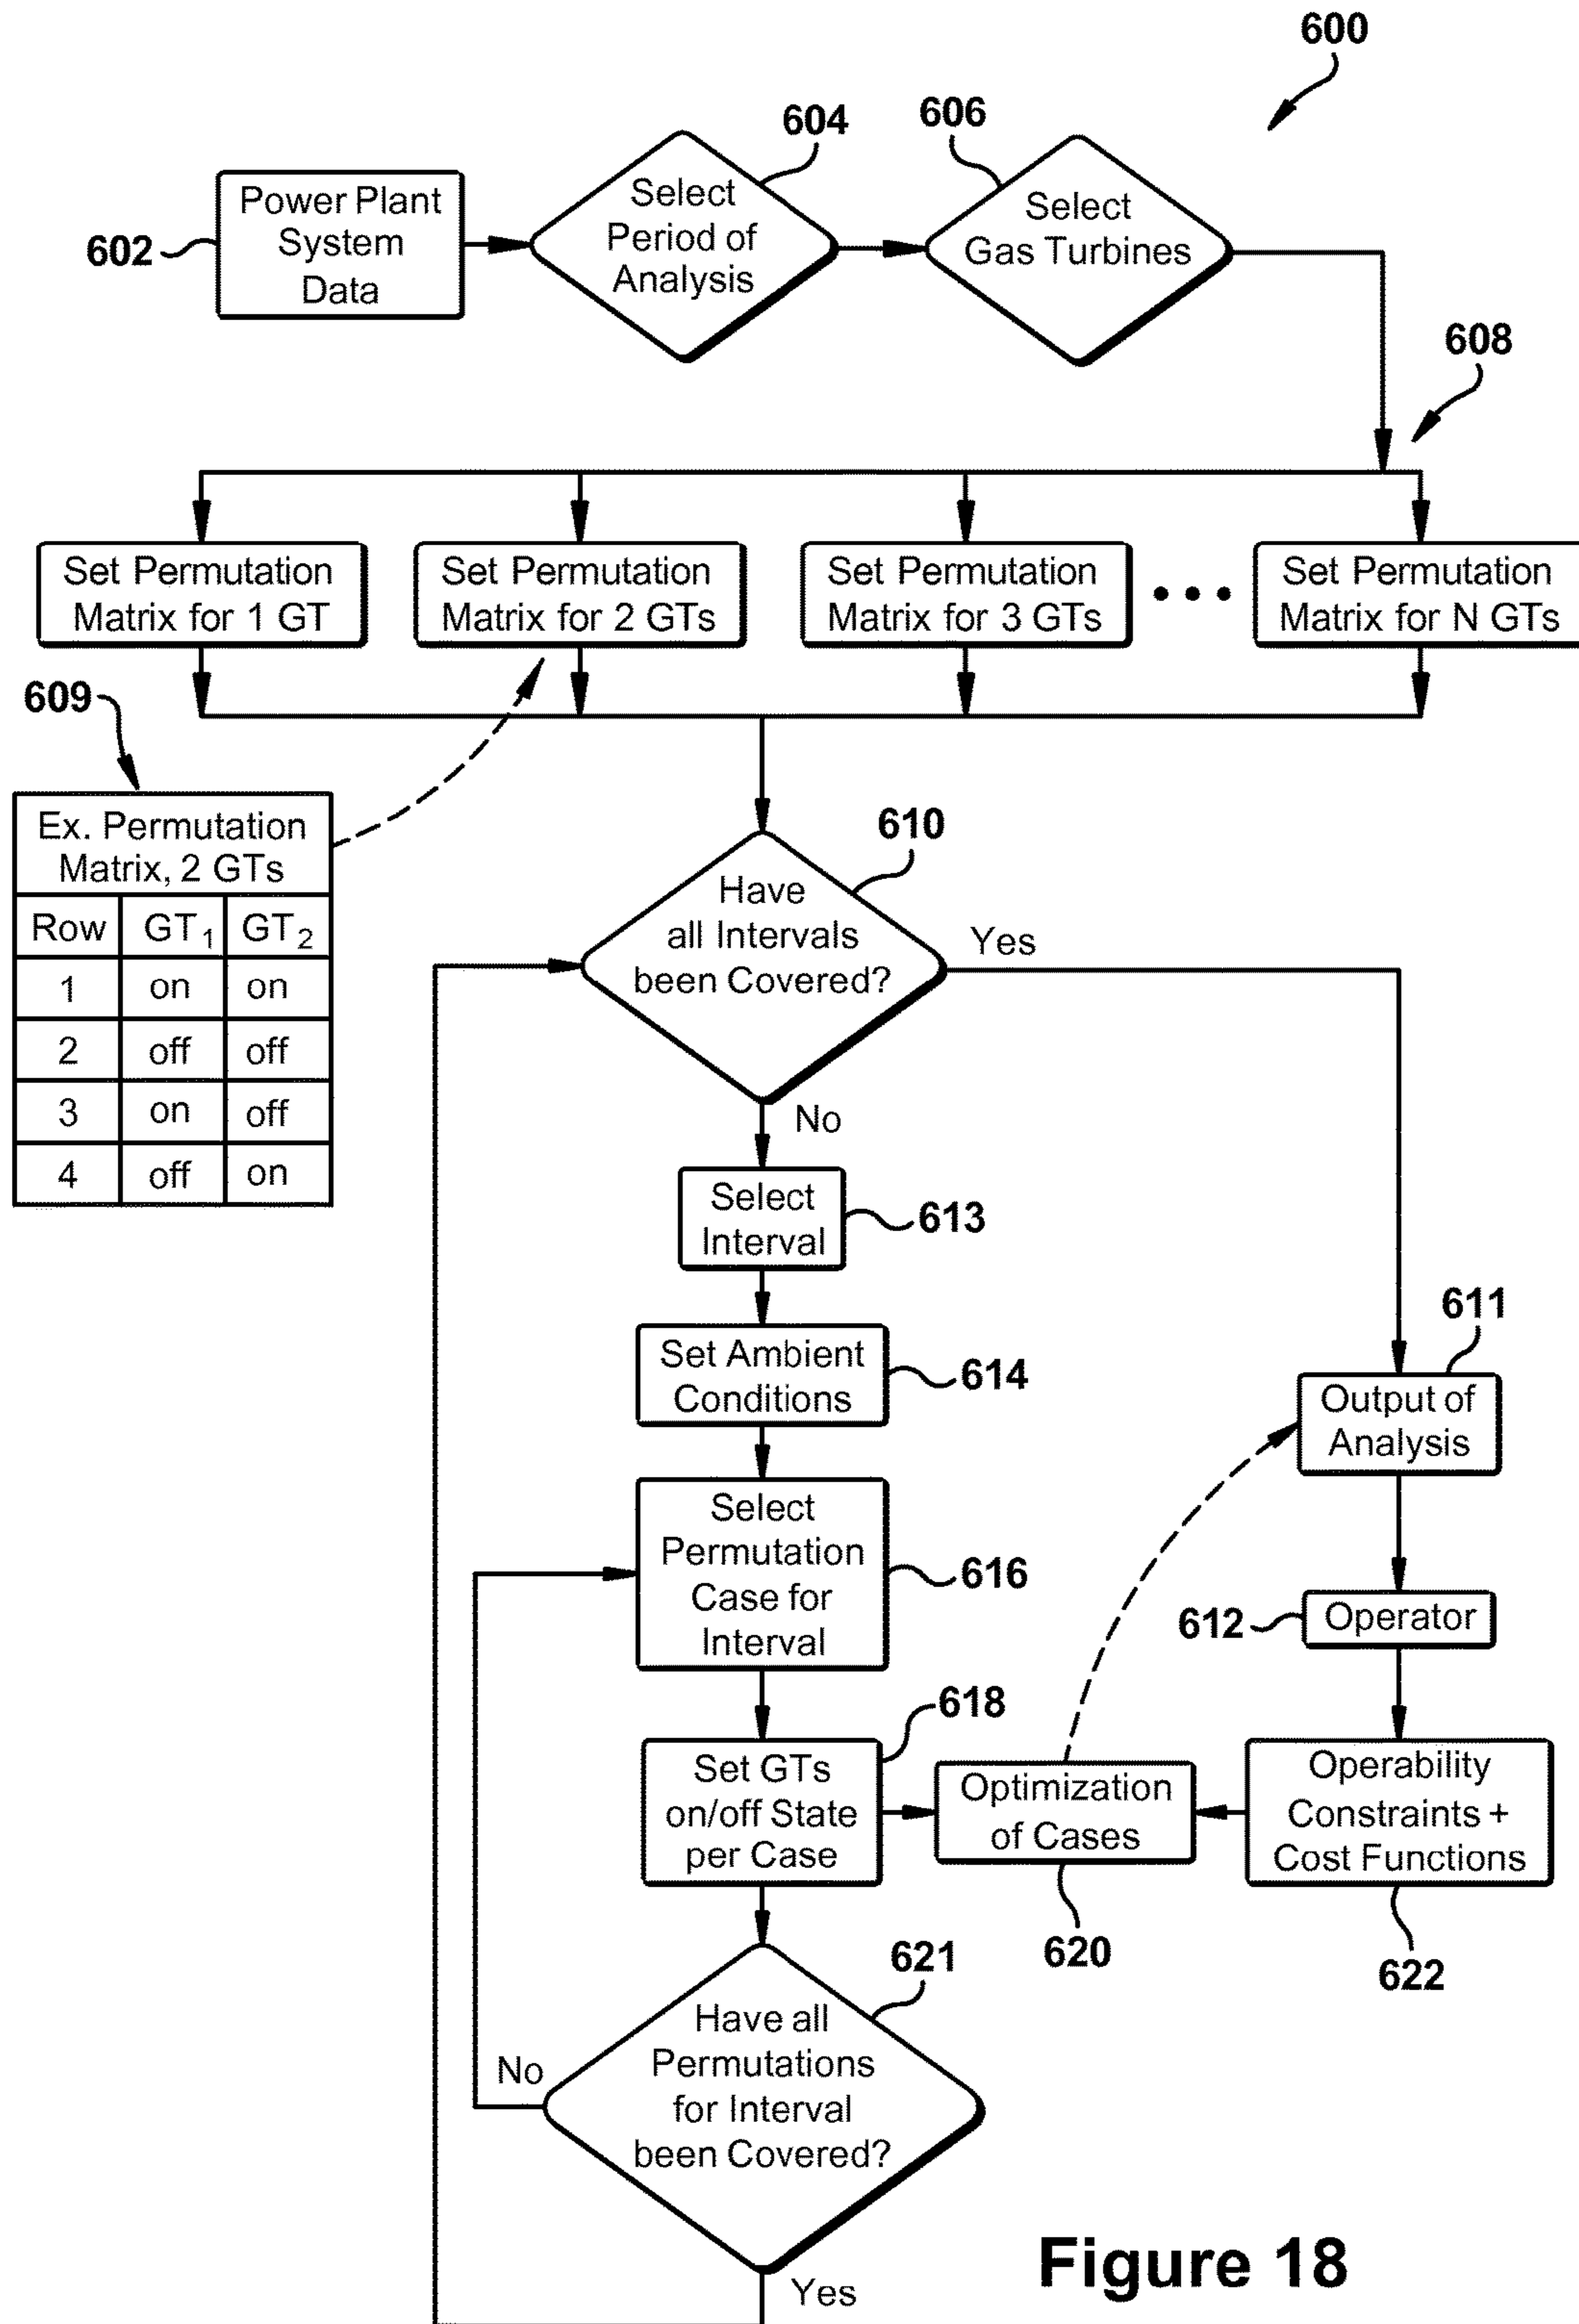 600
604
606
602
Power Plant
System
Data
Select
Period of
Analysis
Select
Gas Turbines
608
Set Permutation
Matrix for 1 GT
Set Permutation
Matrix for 2 GTs
Set Permutation
Matrix for 3 GTs
• • •
Set Permutation
Matrix for N GTs
609
Ex. Permutation
Matrix, 2 GTs
Row GT1 GT2
1 on on
2 off off
3 on off
4 off on
610
Have
all Intervals
been Covered?
Yes
No
Select
Interval
613
Set Ambient
Conditions
614
611
Output of
Analysis
Select
Permutation
Case for
Interval
616
612
Operator
618
Set GTs
on/off State
per Case
Optimization
of Cases
620
Operability
Constraints +
Cost Functions
622
621
Have all
Permutations
for Interval
been Covered?
No
Yes
Figure 18